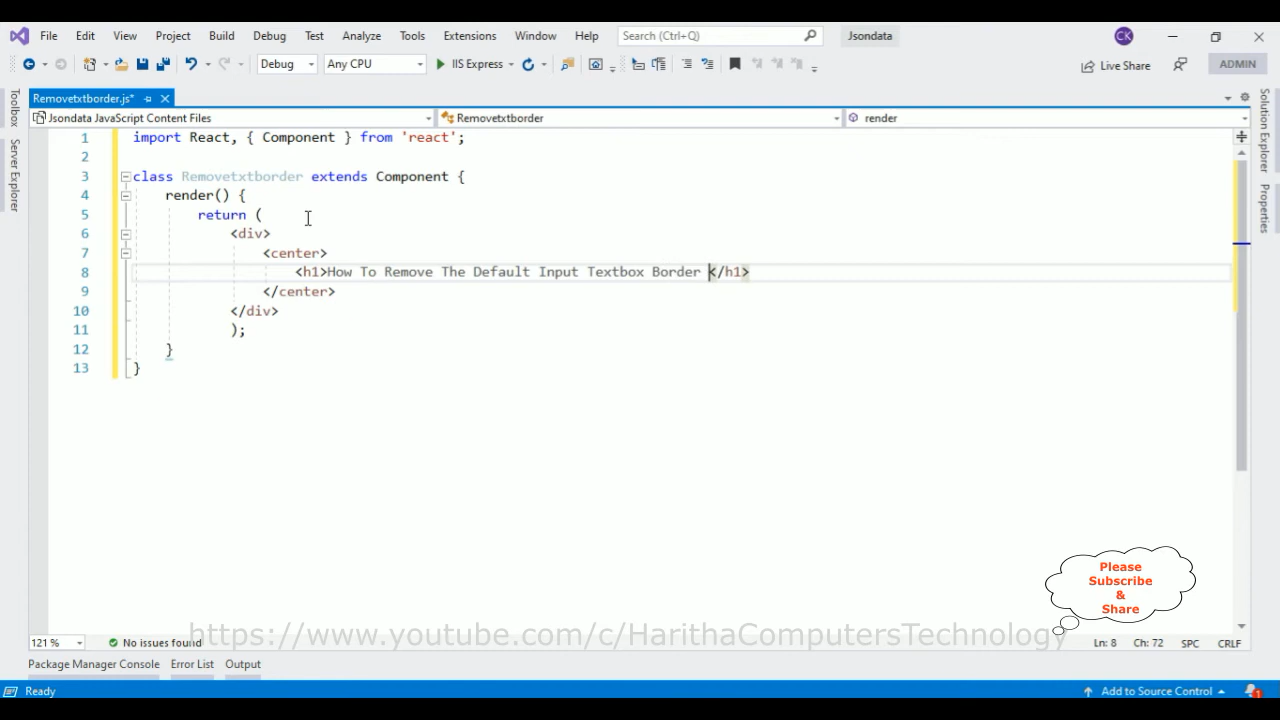 File Edit View Project Build Debug Test Analyze Tools Extensions Window Help Search (Ctrl+Q) Jsondata CK
Debug Any CPU IIS Express Live Share ADMIN
Toolbox
Server Explorer
Removetxtborder.js*
Jsondata JavaScript Content Files Removetxtborder render
1 import React, { Component } from 'react';
2
3 class Removetxtborder extends Component {
4 render() {
5 return (
6 <div>
7 <center>
8 <h1>How To Remove The Default Input Textbox Border </h1>
9 </center>
10 </div>
11 );
12 }
13 }
Solution Explorer
Properties
Please
Subscribe
&
Share
121 % No issues found Ln: 8 Ch: 72 SPC CRLF
https://www.youtube.com/c/HarithaComputersTechnology
Package Manager Console Error List Output
Ready Add to Source Control 1